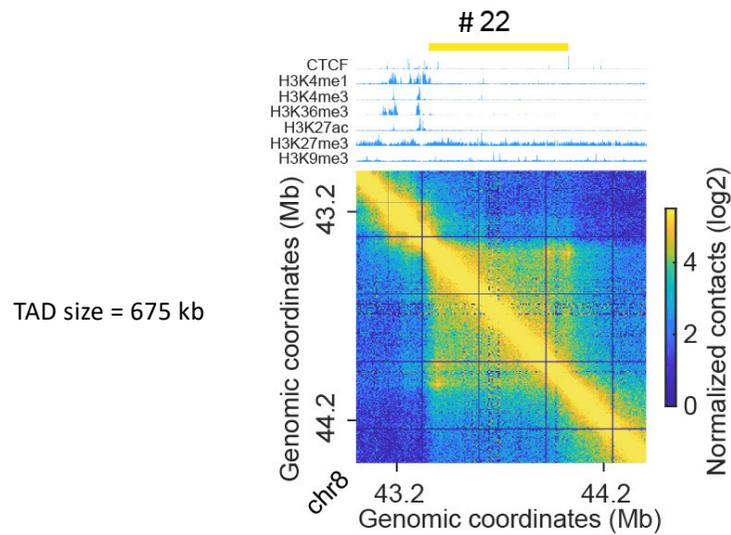 # 22
CTCF
H3K4me1
H3K4me3
H3K36me3
H3K27ac
H3K27me3
H3K9me3
TAD size = 675 kb
Genomic coordinates (Mb)
43.2
44.2
chr8
43.2
44.2
Genomic coordinates (Mb)
4
2
0
Normalized contacts (log2)